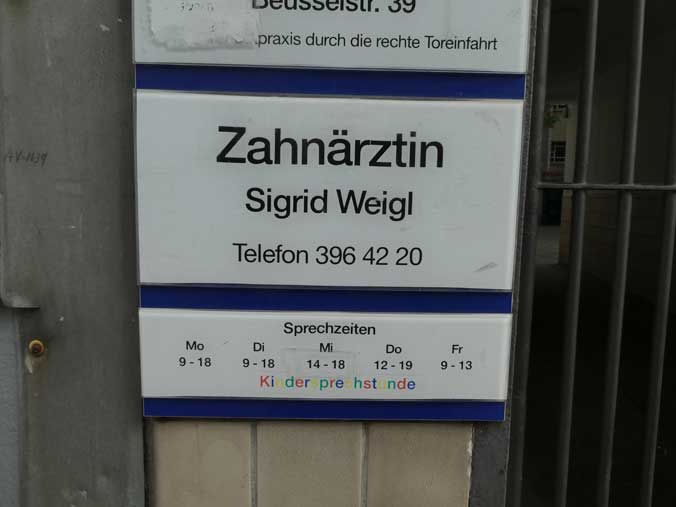 Beusselstr. 39
praxis durch die rechte Toreinfahrt
Zahnärztin
Sigrid Weigl
Telefon 396 42 20
Sprechzeiten
Mo Di Mi Do Fr
9 - 18 9 - 18 14 - 18 12 - 19 9 - 13
Kindersprechstunde